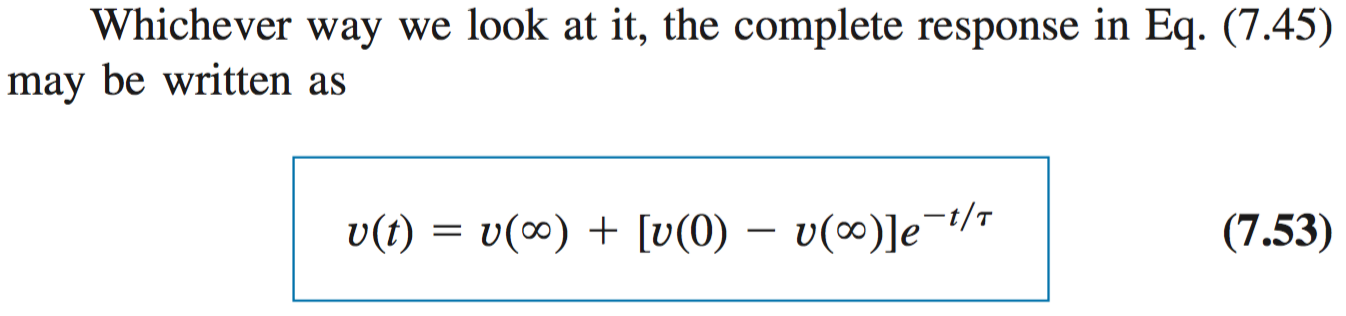 Whichever way we look at it, the complete response in Eq. (7.45)
may be written as
v(t) = v(∞) + [v(0) − v(∞)]e^{−t/τ} (7.53)